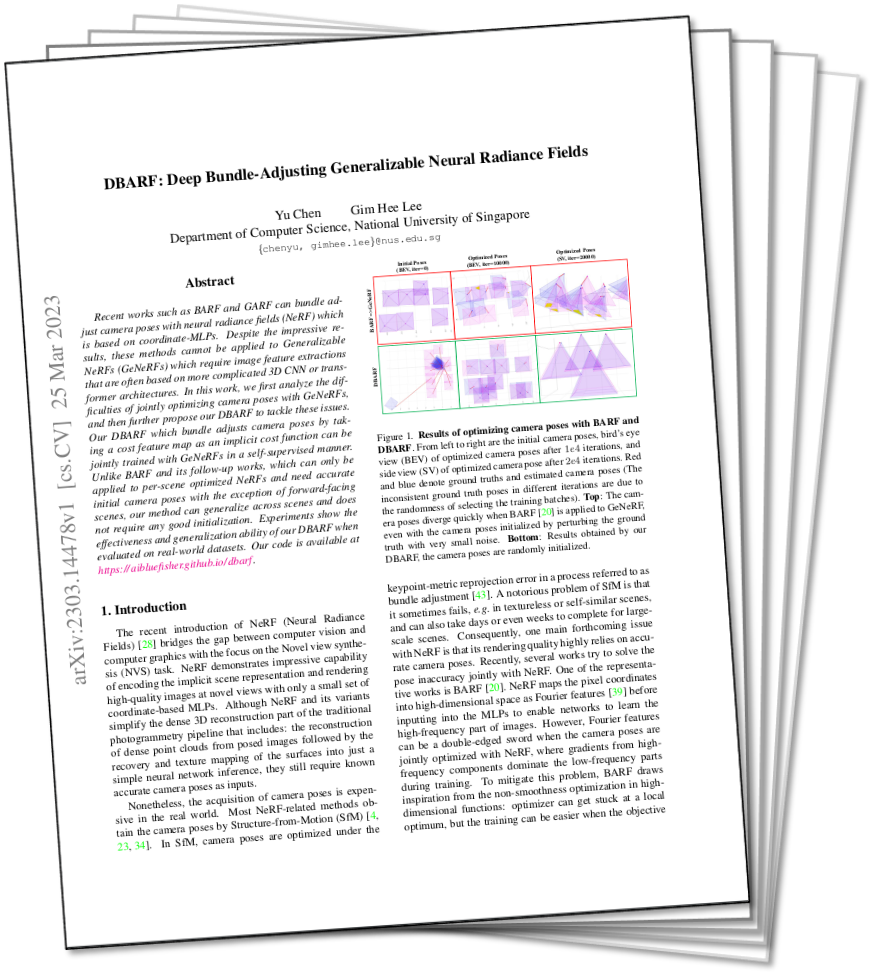 DBARF: Deep Bundle-Adjusting Generalizable Neural Radiance Fields
Yu Chen Gim Hee Lee
Department of Computer Science, National University of Singapore
{chenyu, gimhee.lee}@nus.edu.sg
arXiv:2303.14478v1 [cs.CV] 25 Mar 2023
Abstract
Recent works such as BARF and GARF can bundle ad-
just camera poses with neural radiance fields (NeRF) which
is based on coordinate-MLPs. Despite the impressive re-
sults, these methods cannot be applied to Generalizable
NeRFs (GeNeRFs) which require image feature extractions
that are often based on more complicated 3D CNN or trans-
former architectures. In this work, we first analyze the dif-
ficulties of jointly optimizing camera poses with GeNeRFs,
and then further propose our DBARF to tackle these issues.
Our DBARF which bundle adjusts camera poses by tak-
ing a cost feature map as an implicit cost function can be
jointly trained with GeNeRFs in a self-supervised manner.
Unlike BARF and its follow-up works, which can only be
applied to per-scene optimized NeRFs and need accurate
initial camera poses with the exception of forward-facing
scenes, our method can generalize across scenes and does
not require any good initialization. Experiments show the
effectiveness and generalization ability of our DBARF when
evaluated on real-world datasets. Our code is available at
https://aibluefisher.github.io/dbarf.
1. Introduction
The recent introduction of NeRF (Neural Radiance
Fields) [28] bridges the gap between computer vision and
computer graphics with the focus on the Novel view synthe-
sis (NVS) task. NeRF demonstrates impressive capability
of encoding the implicit scene representation and rendering
high-quality images at novel views with only a small set of
coordinate-based MLPs. Although NeRF and its variants
simplify the dense 3D reconstruction part of the traditional
photogrammetry pipeline that includes: the reconstruction
of dense point clouds from posed images followed by the
recovery and texture mapping of the surfaces into just a
simple neural network inference, they still require known
accurate camera poses as inputs.
Nonetheless, the acquisition of camera poses is expen-
sive in the real world. Most NeRF-related methods ob-
tain the camera poses by Structure-from-Motion (SfM) [4,
23, 34]. In SfM, camera poses are optimized under the
Initial Poses
(BEV, iter=0)
Optimized Poses
(BEV, iter=10000)
Optimized Poses
(SV, iter=20000)
BARF->GeNeRF
DBARF
Figure 1. Results of optimizing camera poses with BARF and
DBARF. From left to right are the initial camera poses, bird's eye
view (BEV) of optimized camera poses after 1e4 iterations, and
side view (SV) of optimized camera pose after 2e4 iterations. Red
and blue denote ground truths and estimated camera poses (The
inconsistent ground truth poses in different iterations are due to
the randomness of selecting the training batches). Top: The cam-
era poses diverge quickly when BARF [20] is applied to GeNeRF,
even with the camera poses initialized by perturbing the ground
truth with very small noise. Bottom: Results obtained by our
DBARF, the camera poses are randomly initialized.
keypoint-metric reprojection error in a process referred to as
bundle adjustment [43]. A notorious problem of SfM is that
it sometimes fails, e.g. in textureless or self-similar scenes,
and can also take days or even weeks to complete for large-
scale scenes. Consequently, one main forthcoming issue
with NeRF is that its rendering quality highly relies on accu-
rate camera poses. Recently, several works try to solve the
pose inaccuracy jointly with NeRF. One of the representa-
tive works is BARF [20]. NeRF maps the pixel coordinates
into high-dimensional space as Fourier features [39] before
inputting into the MLPs to enable networks to learn the
high-frequency part of images. However, Fourier features
can be a double-edged sword when the camera poses are
jointly optimized with NeRF, where gradients from high-
frequency components dominate the low-frequency parts
during training. To mitigate this problem, BARF draws
inspiration from the non-smoothness optimization in high-
dimensional functions: optimizer can get stuck at a local
optimum, but the training can be easier when the objective